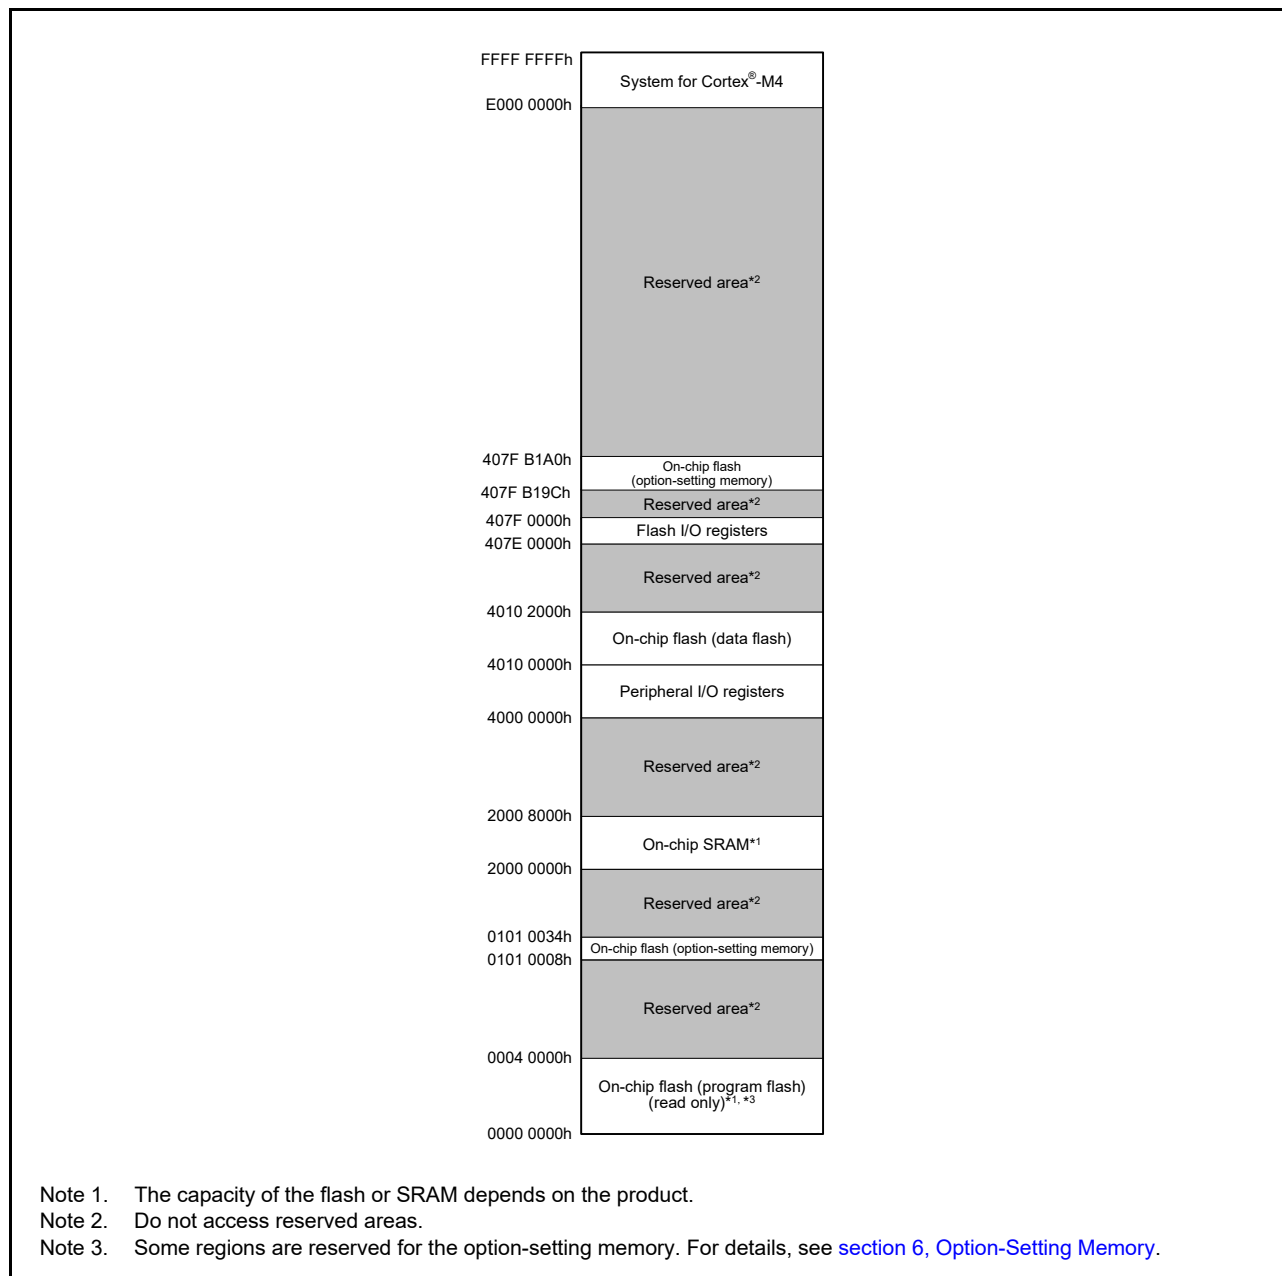 FFFF FFFFh
System for Cortex®-M4
E000 0000h
Reserved area*2
407F B1A0h
On-chip flash
(option-setting memory)
407F B19Ch
Reserved area*2
407F 0000h
Flash I/O registers
407E 0000h
Reserved area*2
4010 2000h
On-chip flash (data flash)
4010 0000h
Peripheral I/O registers
4000 0000h
Reserved area*2
2000 8000h
On-chip SRAM*1
2000 0000h
Reserved area*2
0101 0034h
On-chip flash (option-setting memory)
0101 0008h
Reserved area*2
0004 0000h
On-chip flash (program flash)
(read only)*1, *3
0000 0000h
Note 1. The capacity of the flash or SRAM depends on the product.
Note 2. Do not access reserved areas.
Note 3. Some regions are reserved for the option-setting memory. For details, see section 6, Option-Setting Memory.